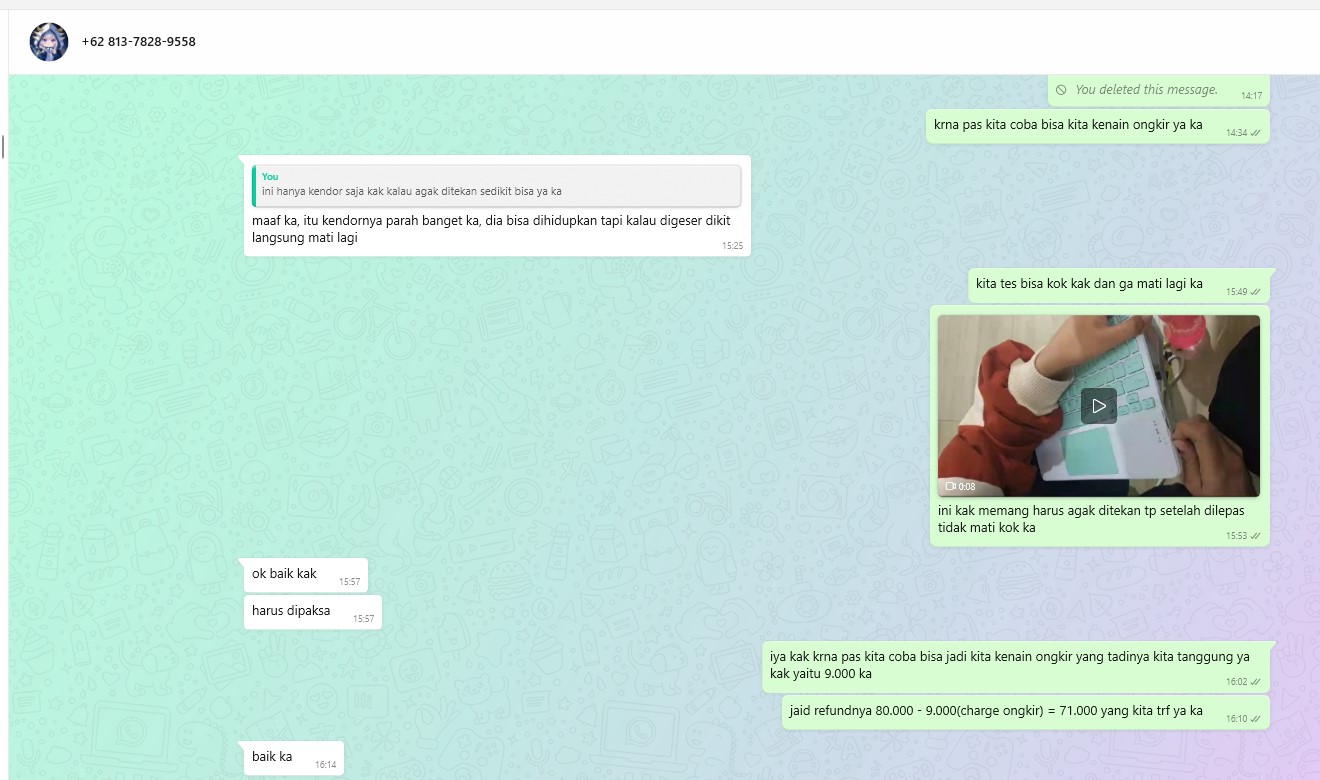 +62 813-7828-9558
You deleted this message.
14:17
krna pas kita coba bisa kita kenain ongkir ya ka
14:34
You
ini hanya kendor saja kak kalau agak ditekan sedikit bisa ya ka
maaf ka, itu kendornya parah banget ka, dia bisa dihidupkan tapi kalau digeser dikit
langsung mati lagi
15:25
kita tes bisa kok kak dan ga mati lagi ka
15:49
0:08
ini kak memang harus agak ditekan tp setelah dilepas
tidak mati kok ka
15:53
ok baik kak
15:57
harus dipaksa
15:57
iya kak krna pas kita coba bisa jadi kita kenain ongkir yang tadinya kita tanggung ya
kak yaitu 9.000 ka
16:02
jaid refundnya 80.000 - 9.000(charge ongkir) = 71.000 yang kita trf ya ka
16:10
baik ka
16:14